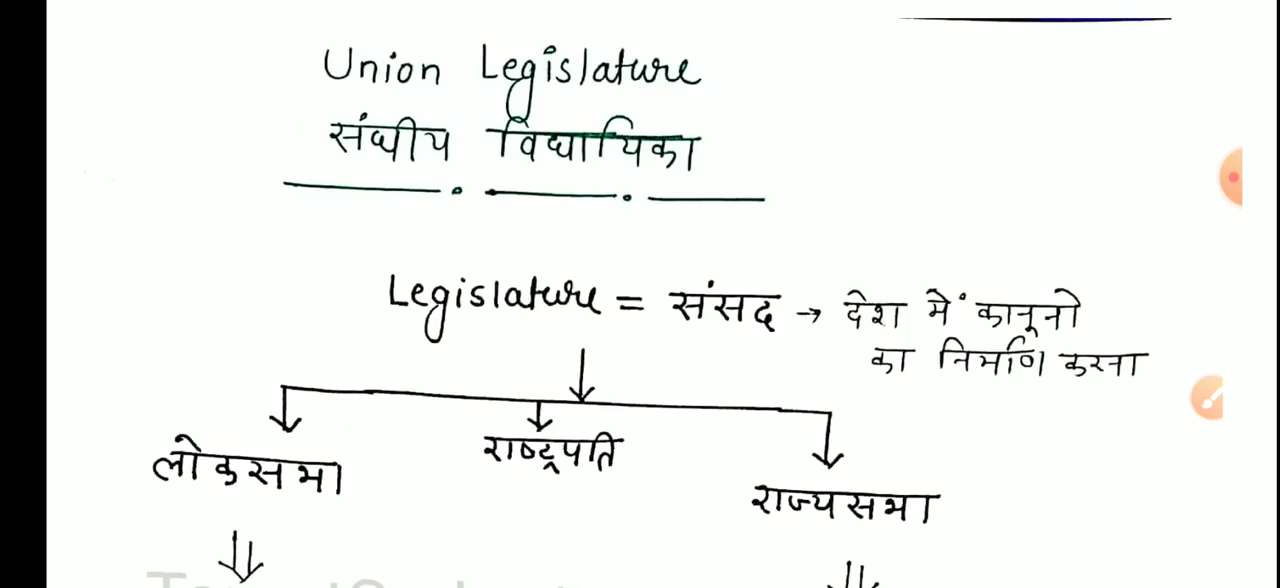 Union Legislature
संघीय विधायिका
Legislature = संसद → देश में कानूनो
का निर्माण करना
लोकसभा
राष्ट्रपति
राज्यसभा